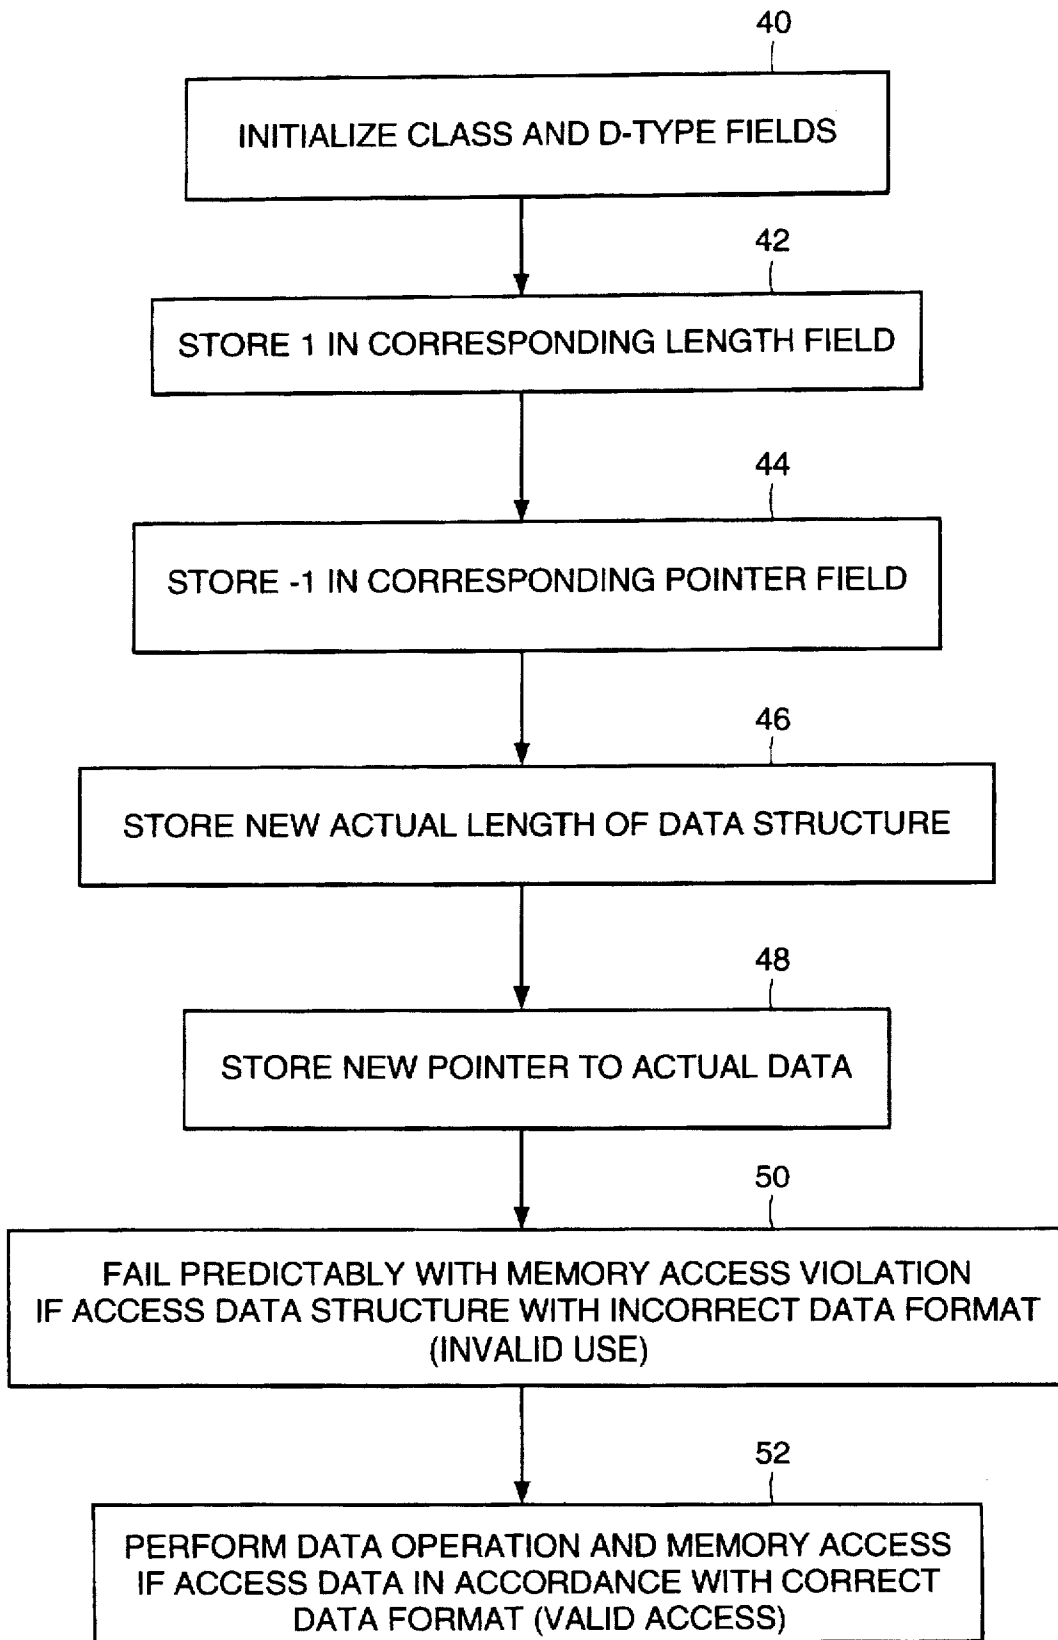 40
INITIALIZE CLASS AND D-TYPE FIELDS
42
STORE 1 IN CORRESPONDING LENGTH FIELD
44
STORE -1 IN CORRESPONDING POINTER FIELD
46
STORE NEW ACTUAL LENGTH OF DATA STRUCTURE
48
STORE NEW POINTER TO ACTUAL DATA
50
FAIL PREDICTABLY WITH MEMORY ACCESS VIOLATION
IF ACCESS DATA STRUCTURE WITH INCORRECT DATA FORMAT
(INVALID USE)
52
PERFORM DATA OPERATION AND MEMORY ACCESS
IF ACCESS DATA IN ACCORDANCE WITH CORRECT
DATA FORMAT (VALID ACCESS)